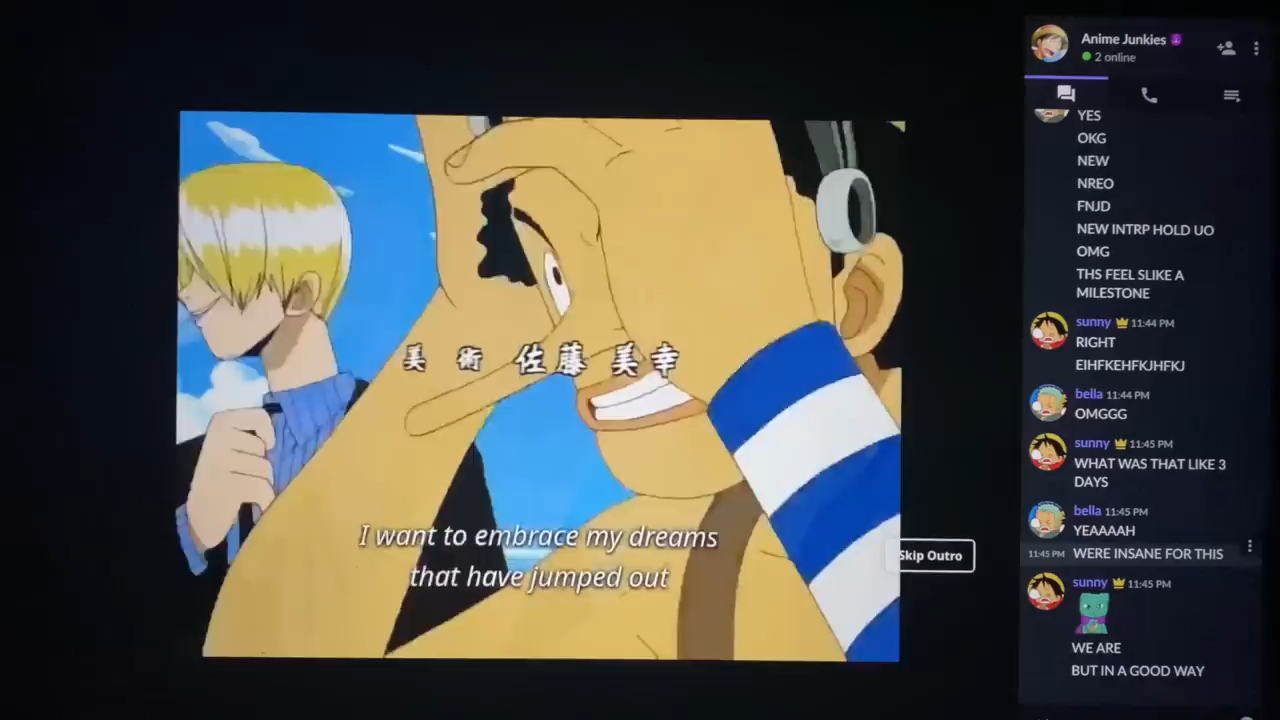 美術 佐藤美幸
I want to embrace my dreams
that have jumped out
Skip Outro
Anime Junkies
2 online
YES
OKG
NEW
NREO
FNJD
NEW INTRP HOLD UO
OMG
THS FEEL SLIKE A
MILESTONE
sunny 11:44 PM
RIGHT
EIHFKEHFKJHFKJ
bella 11:44 PM
OMGGG
sunny 11:45 PM
WHAT WAS THAT LIKE 3
DAYS
bella 11:45 PM
YEAAAAH
11:45 PM WERE INSANE FOR THIS
sunny 11:45 PM
WE ARE
BUT IN A GOOD WAY